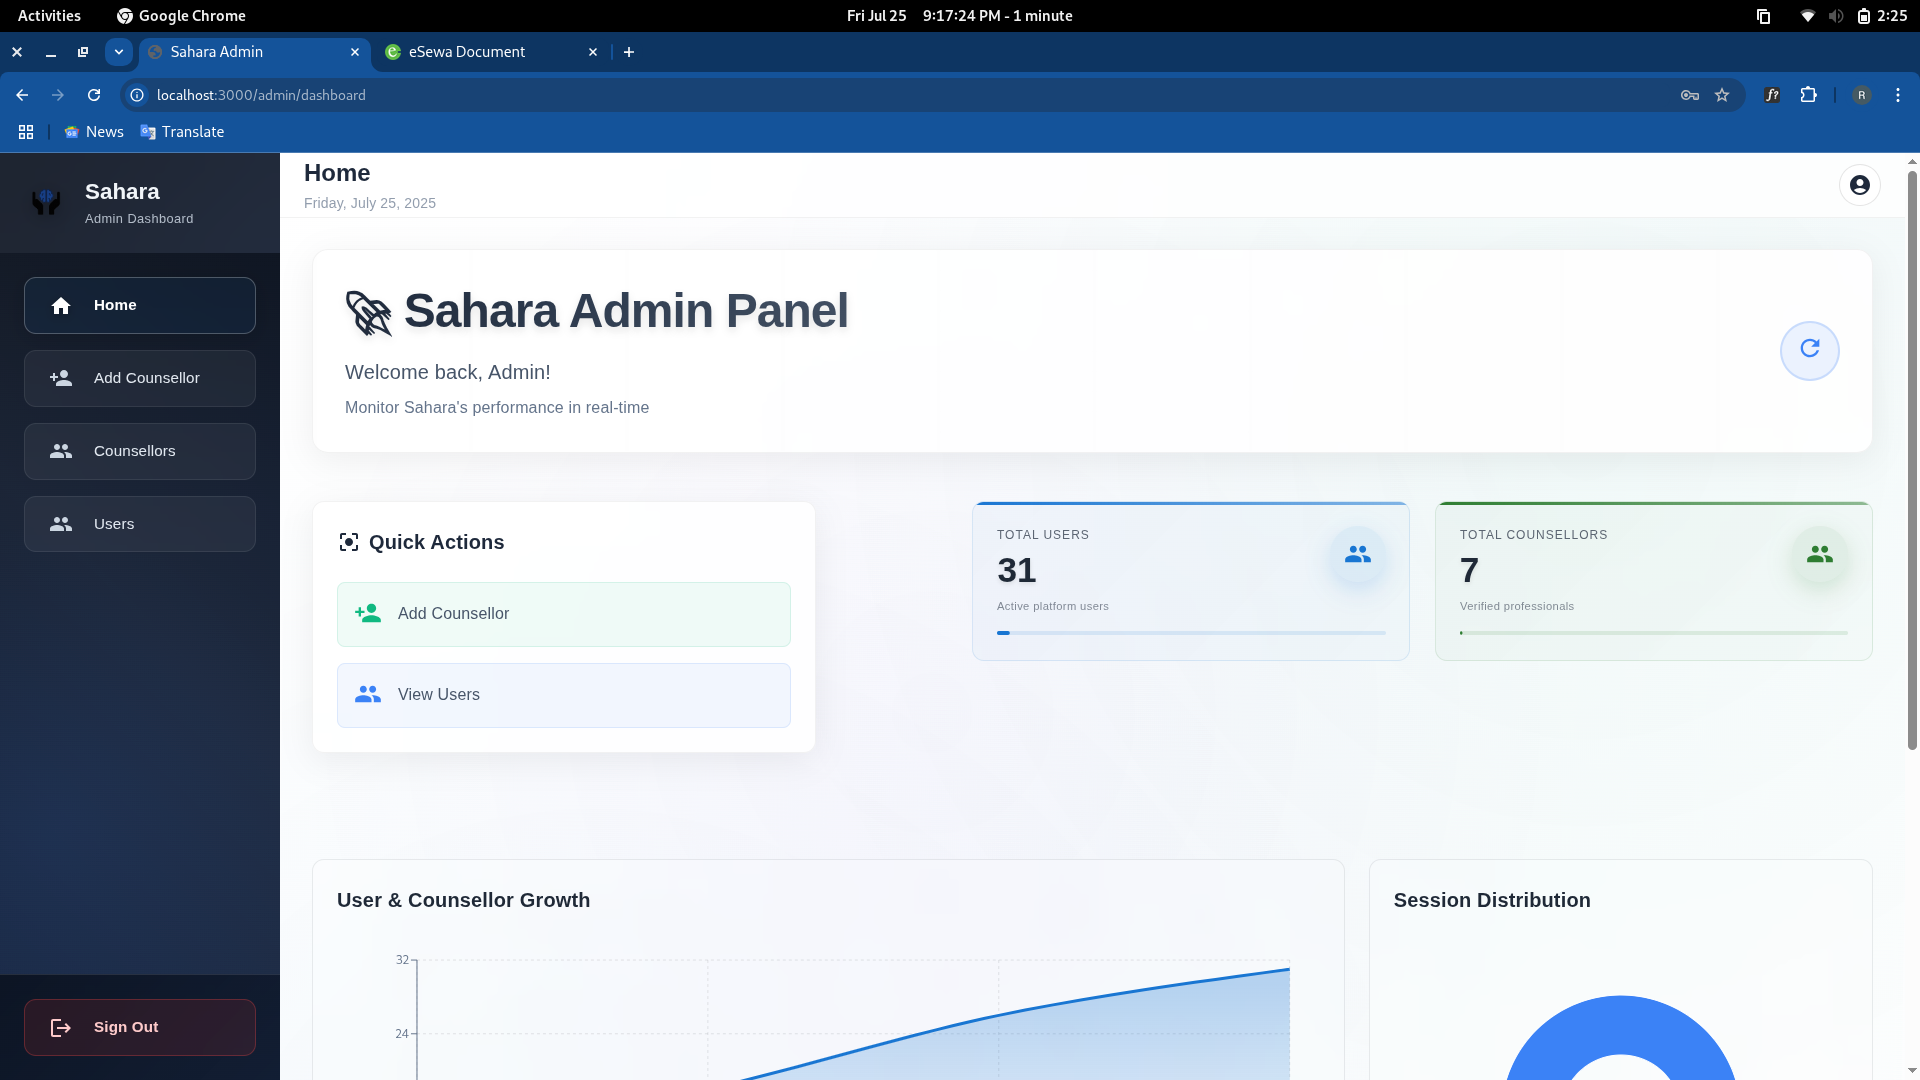 Activities
Google Chrome
Fri Jul 25 9:17:24 PM - 1 minute
2:25
Sahara Admin
eSewa Document
localhost:3000/admin/dashboard
R
News
Translate
Sahara
Admin Dashboard
Home
Add Counsellor
Counsellors
Users
Sign Out
Home
Friday, July 25, 2025
Sahara Admin Panel
Welcome back, Admin!
Monitor Sahara's performance in real-time
Quick Actions
Add Counsellor
View Users
TOTAL USERS
31
Active platform users
TOTAL COUNSELLORS
7
Verified professionals
User & Counsellor Growth
32
24
Session Distribution